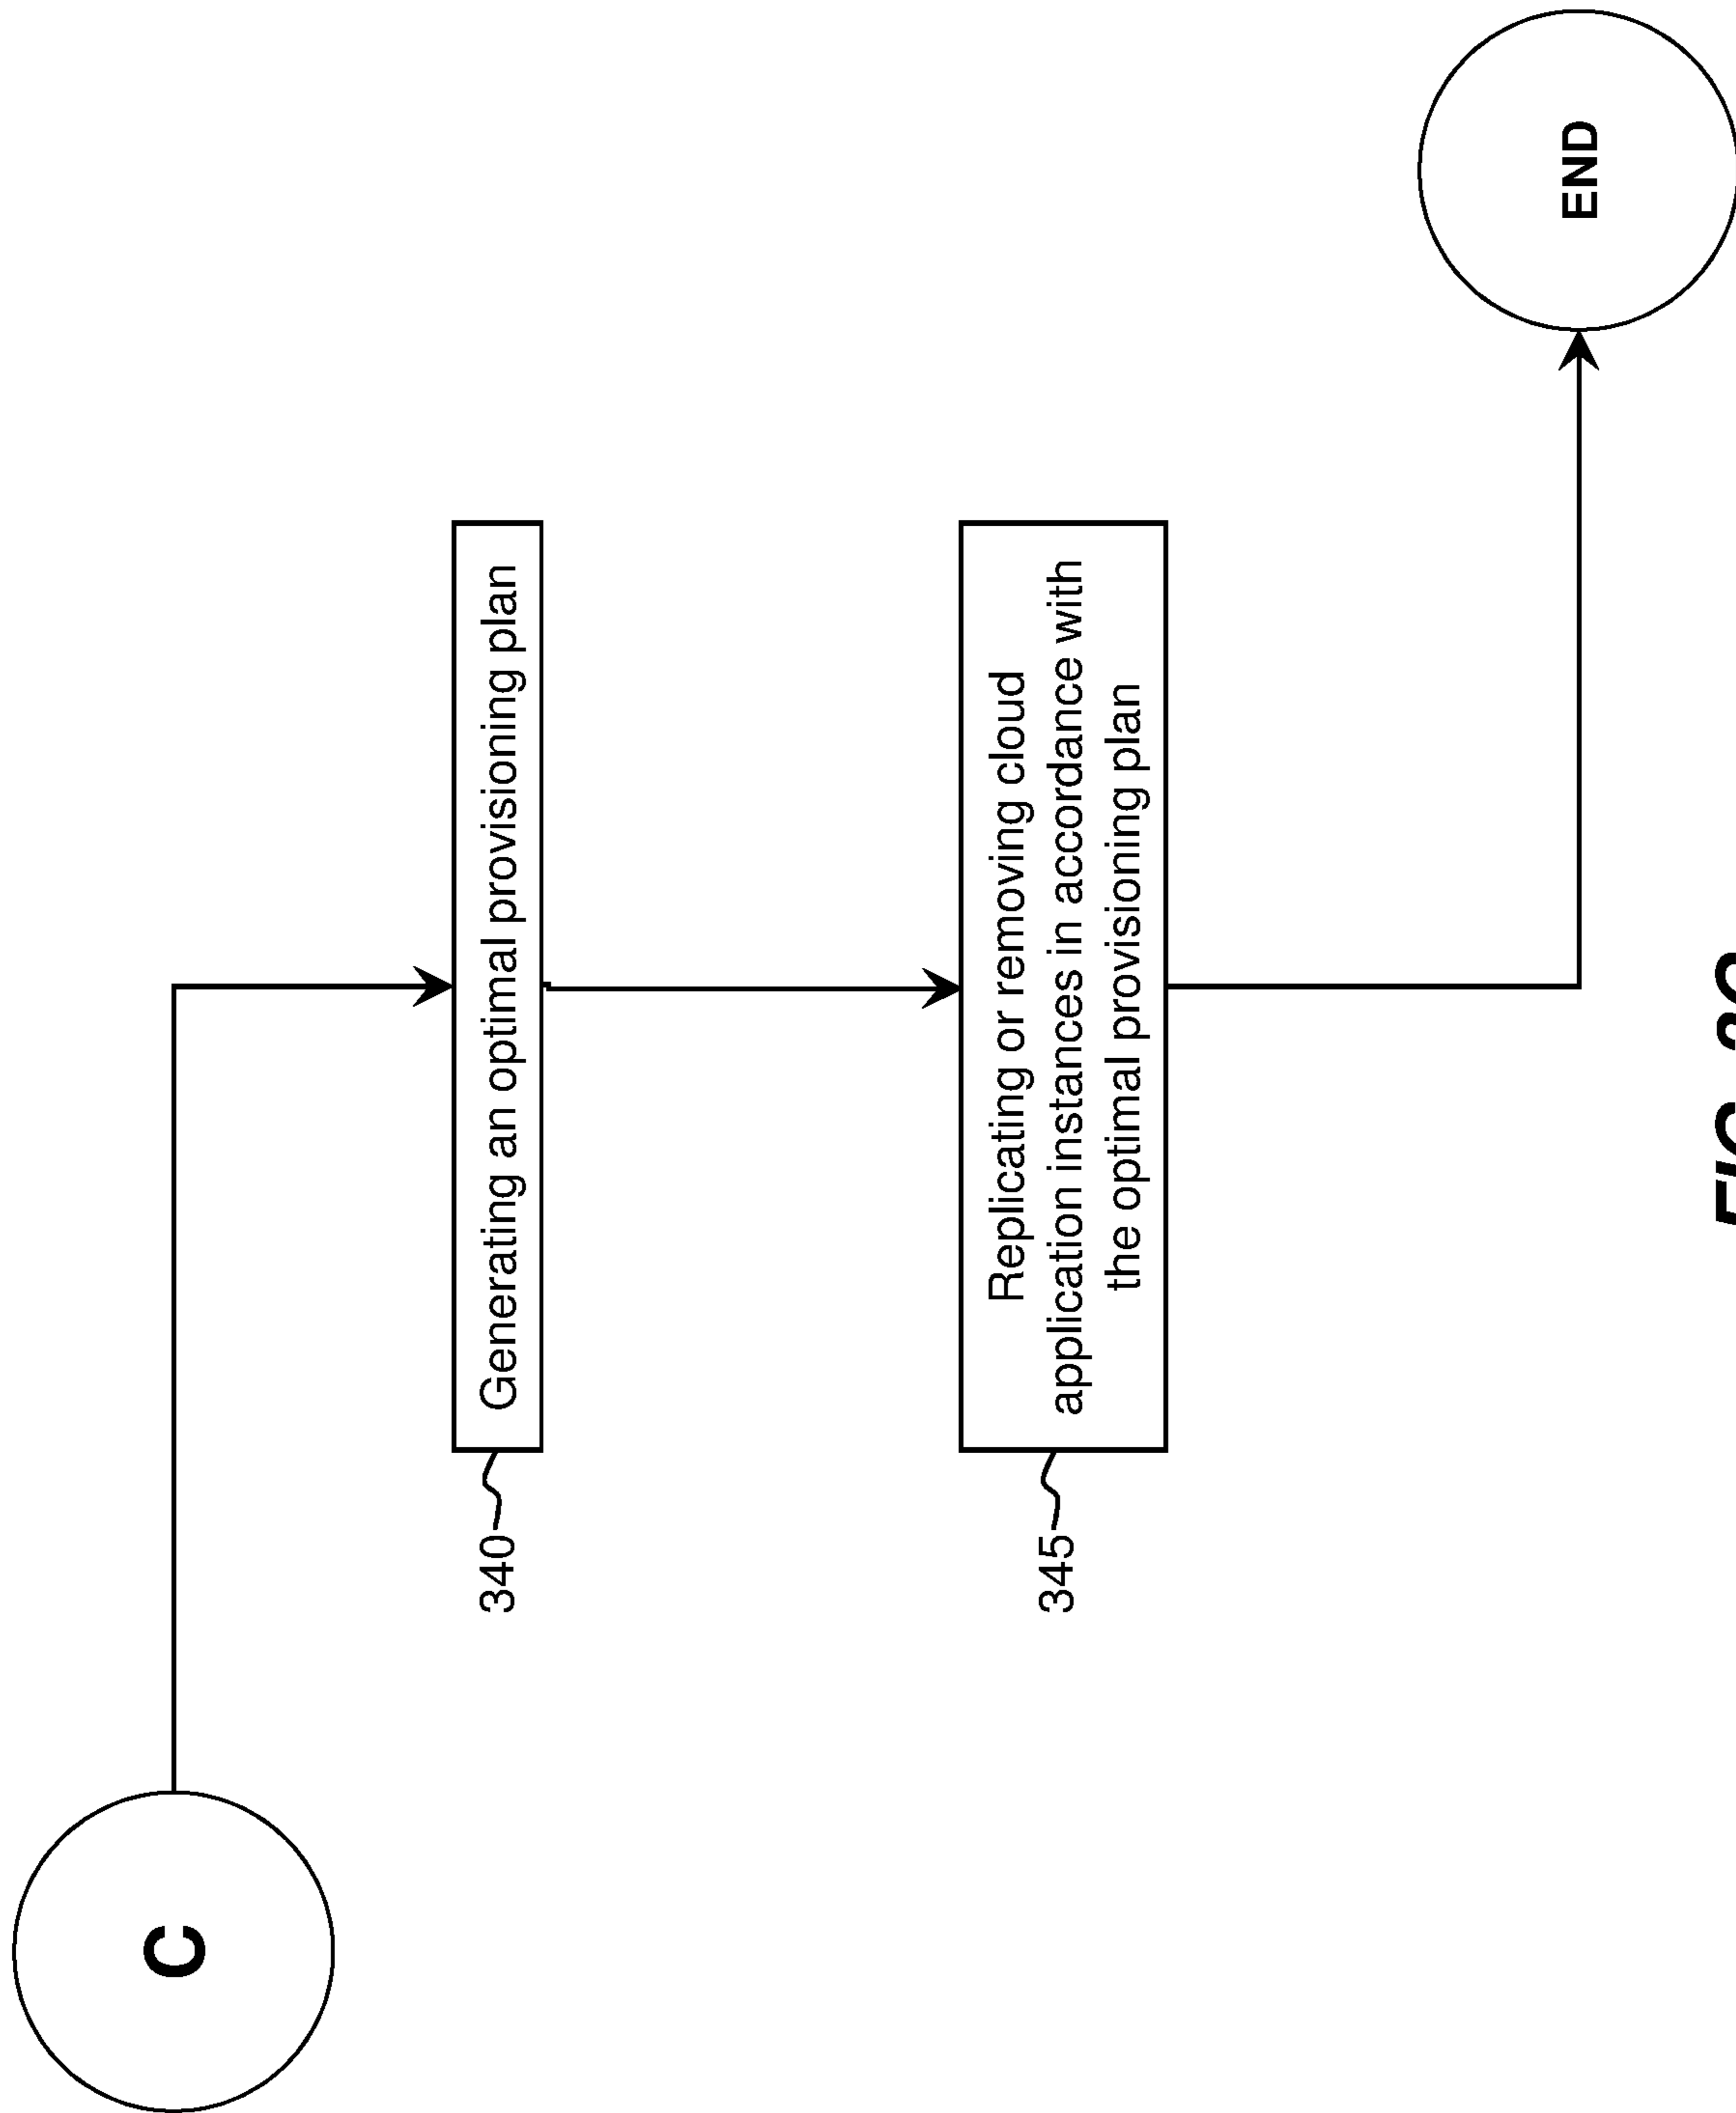 C
340
Generating an optimal provisioning plan
345
Replicating or removing cloud
application instances in accordance with
the optimal provisioning plan
END